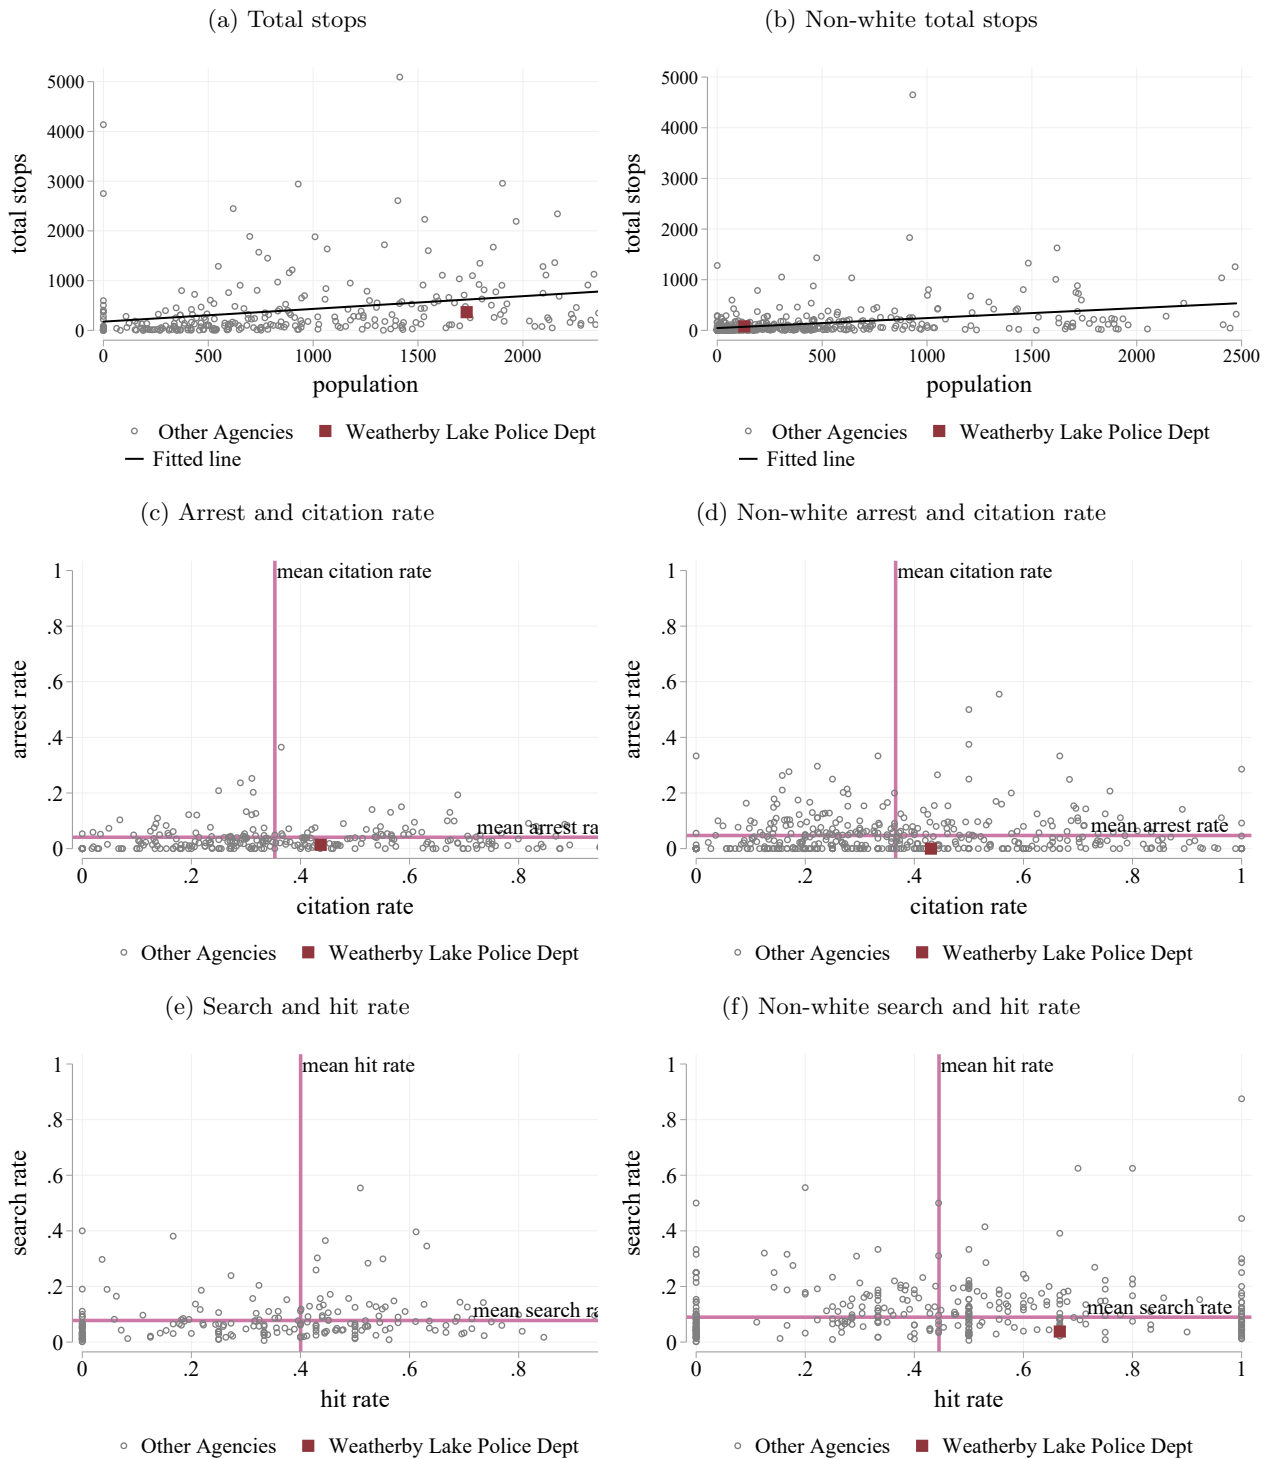 (a) Total stops
(b) Non-white total stops
total stops
5000
4000
3000
2000
1000
0
0 500 1000 1500 2000
population
Other Agencies Weatherby Lake Police Dept
Fitted line
total stops
5000
4000
3000
2000
1000
0
0 500 1000 1500 2000 2500
population
Other Agencies Weatherby Lake Police Dept
Fitted line
(c) Arrest and citation rate
(d) Non-white arrest and citation rate
arrest rate
1
.8
.6
.4
.2
0
mean citation rate
mean arrest ra
0 .2 .4 .6 .8
citation rate
Other Agencies Weatherby Lake Police Dept
arrest rate
1
.8
.6
.4
.2
0
mean citation rate
mean arrest rate
0 .2 .4 .6 .8 1
citation rate
Other Agencies Weatherby Lake Police Dept
(e) Search and hit rate
(f) Non-white search and hit rate
search rate
1
.8
.6
.4
.2
0
mean hit rate
mean search ra
0 .2 .4 .6 .8
hit rate
Other Agencies Weatherby Lake Police Dept
search rate
1
.8
.6
.4
.2
0
mean hit rate
mean search rate
0 .2 .4 .6 .8 1
hit rate
Other Agencies Weatherby Lake Police Dept